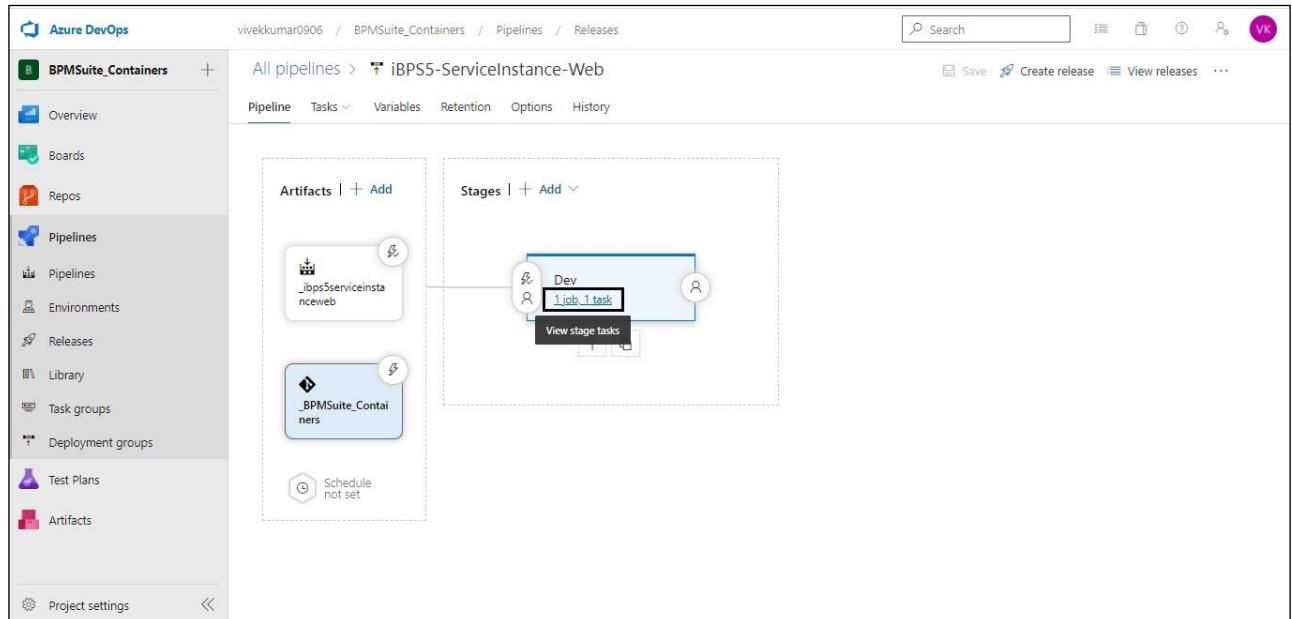 Azure DevOps
vivekkumar0906 / BPMSuite_Containers / Pipelines / Releases
Search
VK
B BPMSuite_Containers
All pipelines > iBPS5-ServiceInstance-Web
Save Create release View releases ...
Pipeline Tasks Variables Retention Options History
Overview
Boards
Repos
Pipelines
Pipelines
Environments
Releases
Library
Task groups
Deployment groups
Test Plans
Artifacts
Project settings
Artifacts | + Add
_ibps5serviceinsta
nceweb
_BPMSuite_Contai
ners
Schedule
not set
Stages | + Add
Dev
1 job, 1 task
View stage tasks